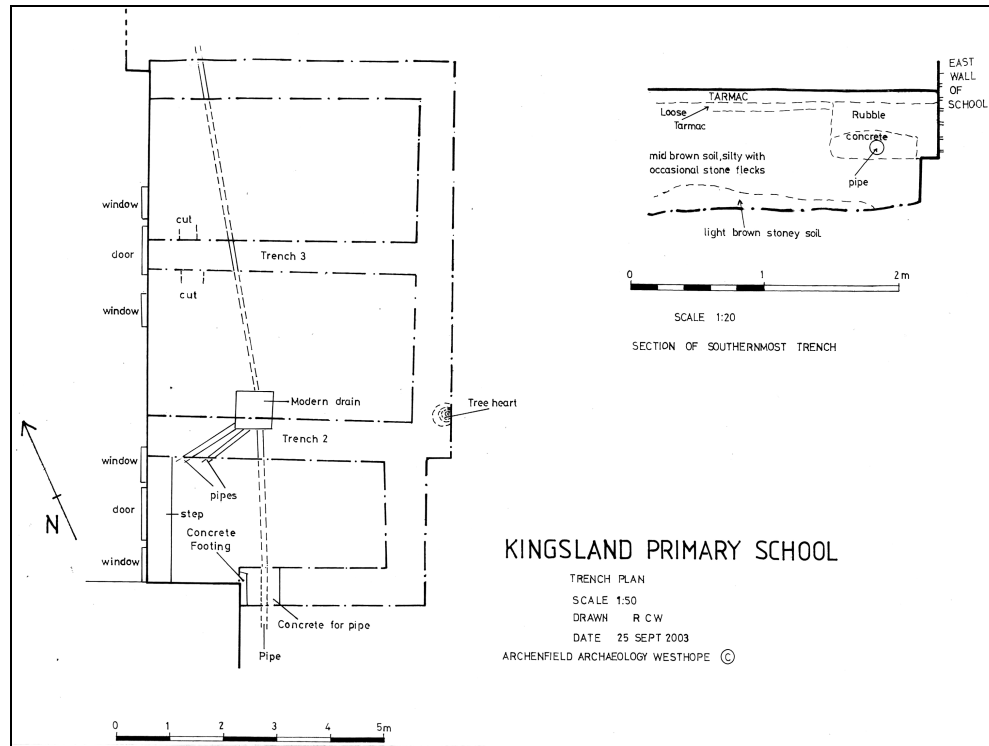 window
door
window
cut
cut
Trench 3
Modern drain
Tree heart
Trench 2
window
door
window
pipes
step
Concrete
Footing
Concrete for pipe
Pipe
N
0 1 2 3 4 5m
EAST
WALL
OF
SCHOOL
TARMAC
Loose
Tarmac
Rubble
concrete
mid brown soil, silty with
occasional stone flecks
pipe
light brown stoney soil
0 1 2m
SCALE 1:20
SECTION OF SOUTHERNMOST TRENCH
KINGSLAND PRIMARY SCHOOL
TRENCH PLAN
SCALE 1:50
DRAWN R C W
DATE 25 SEPT 2003
ARCHENFIELD ARCHAEOLOGY WESTHOPE ©